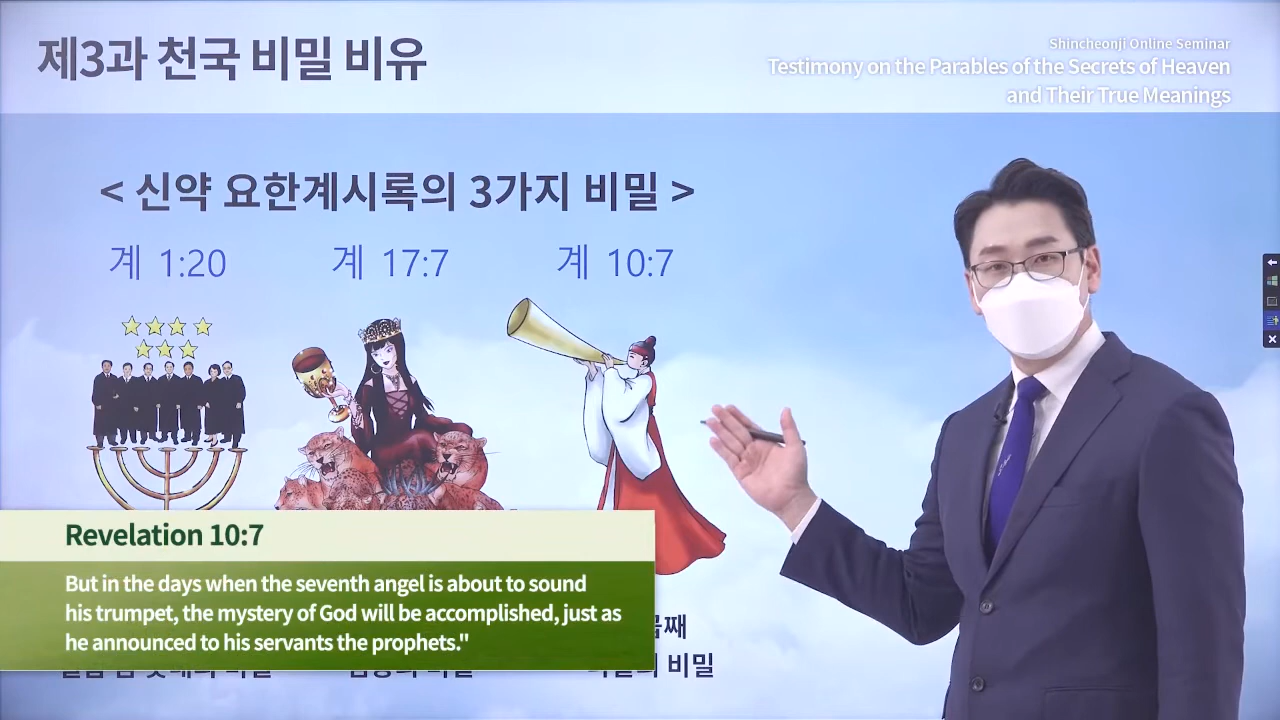 제3과 천국 비밀 비유
Shincheonji Online Seminar
Testimony on the Parables of the Secrets of Heaven
and Their True Meanings
< 신약 요한계시록의 3가지 비밀 >
계 1:20
계 17:7
계 10:7
Revelation 10:7
But in the days when the seventh angel is about to sound
his trumpet, the mystery of God will be accomplished, just as
he announced to his servants the prophets."
비밀